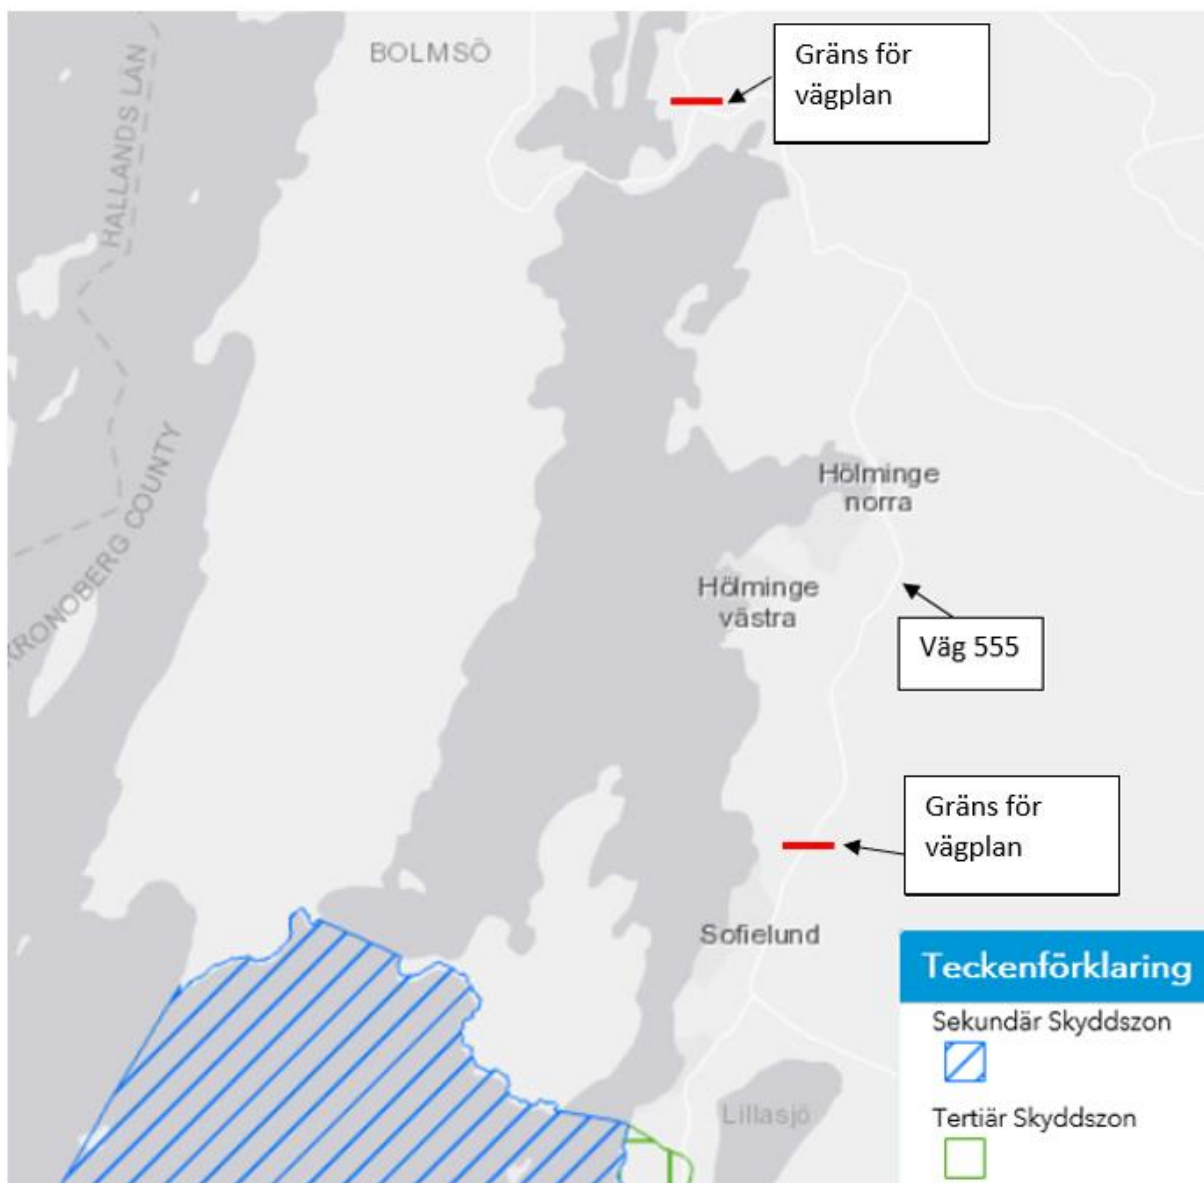 BOLMSÖ
Gräns för
vägplan
HALLANDS LÄN
KRONOBERG COUNTY
Hölminge
norra
Hölminge
västra
Väg 555
Gräns för
vägplan
Sofielund
Lillasjö
Teckenförklaring
Sekundär Skyddszon
Tertiär Skyddszon